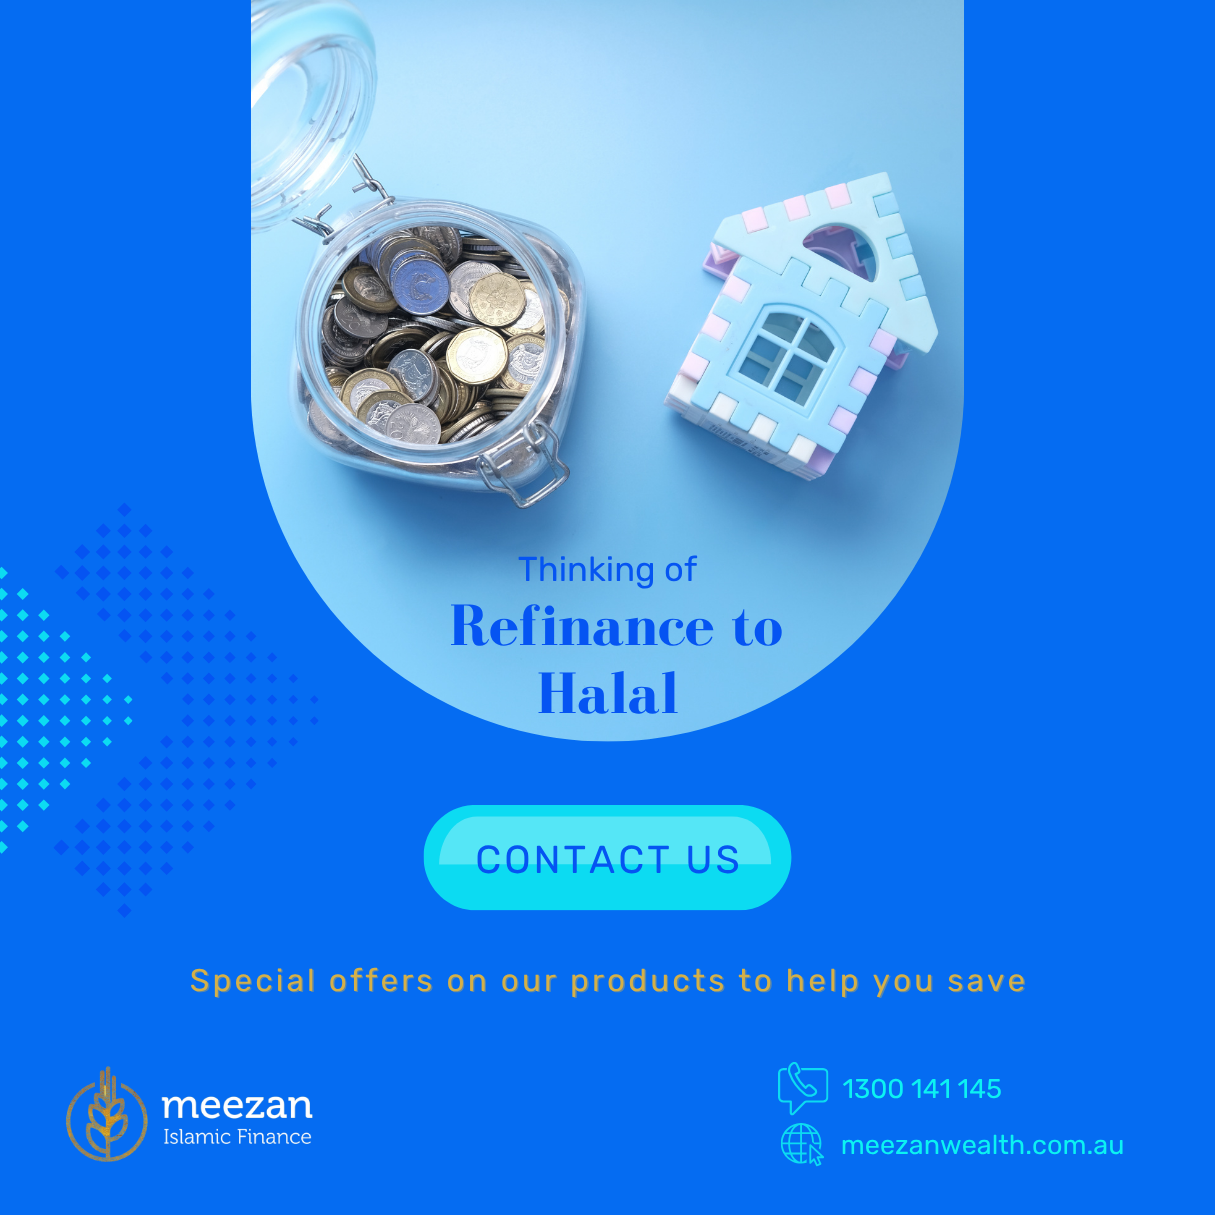 Thinking of
Refinance to
Halal
CONTACT US
Special offers on our products to help you save
meezan
Islamic Finance
1300 141 145
meezanwealth.com.au